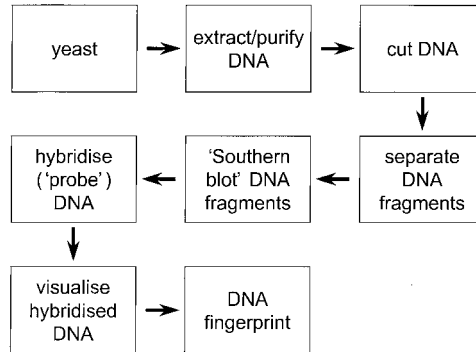 yeast
extract/purify
DNA
cut DNA
separate
DNA
fragments
'Southern
blot' DNA
fragments
hybridise
('probe')
DNA
visualise
hybridised
DNA
DNA
fingerprint